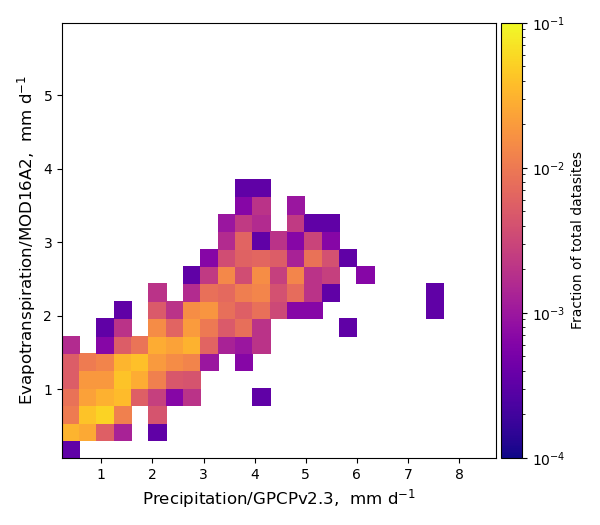 Evapotranspiration/MOD16A2, mm d⁻¹
5
4
3
2
1
1 2 3 4 5 6 7 8
Precipitation/GPCPv2.3, mm d⁻¹
10⁻¹
10⁻²
10⁻³
10⁻⁴
Fraction of total datasites